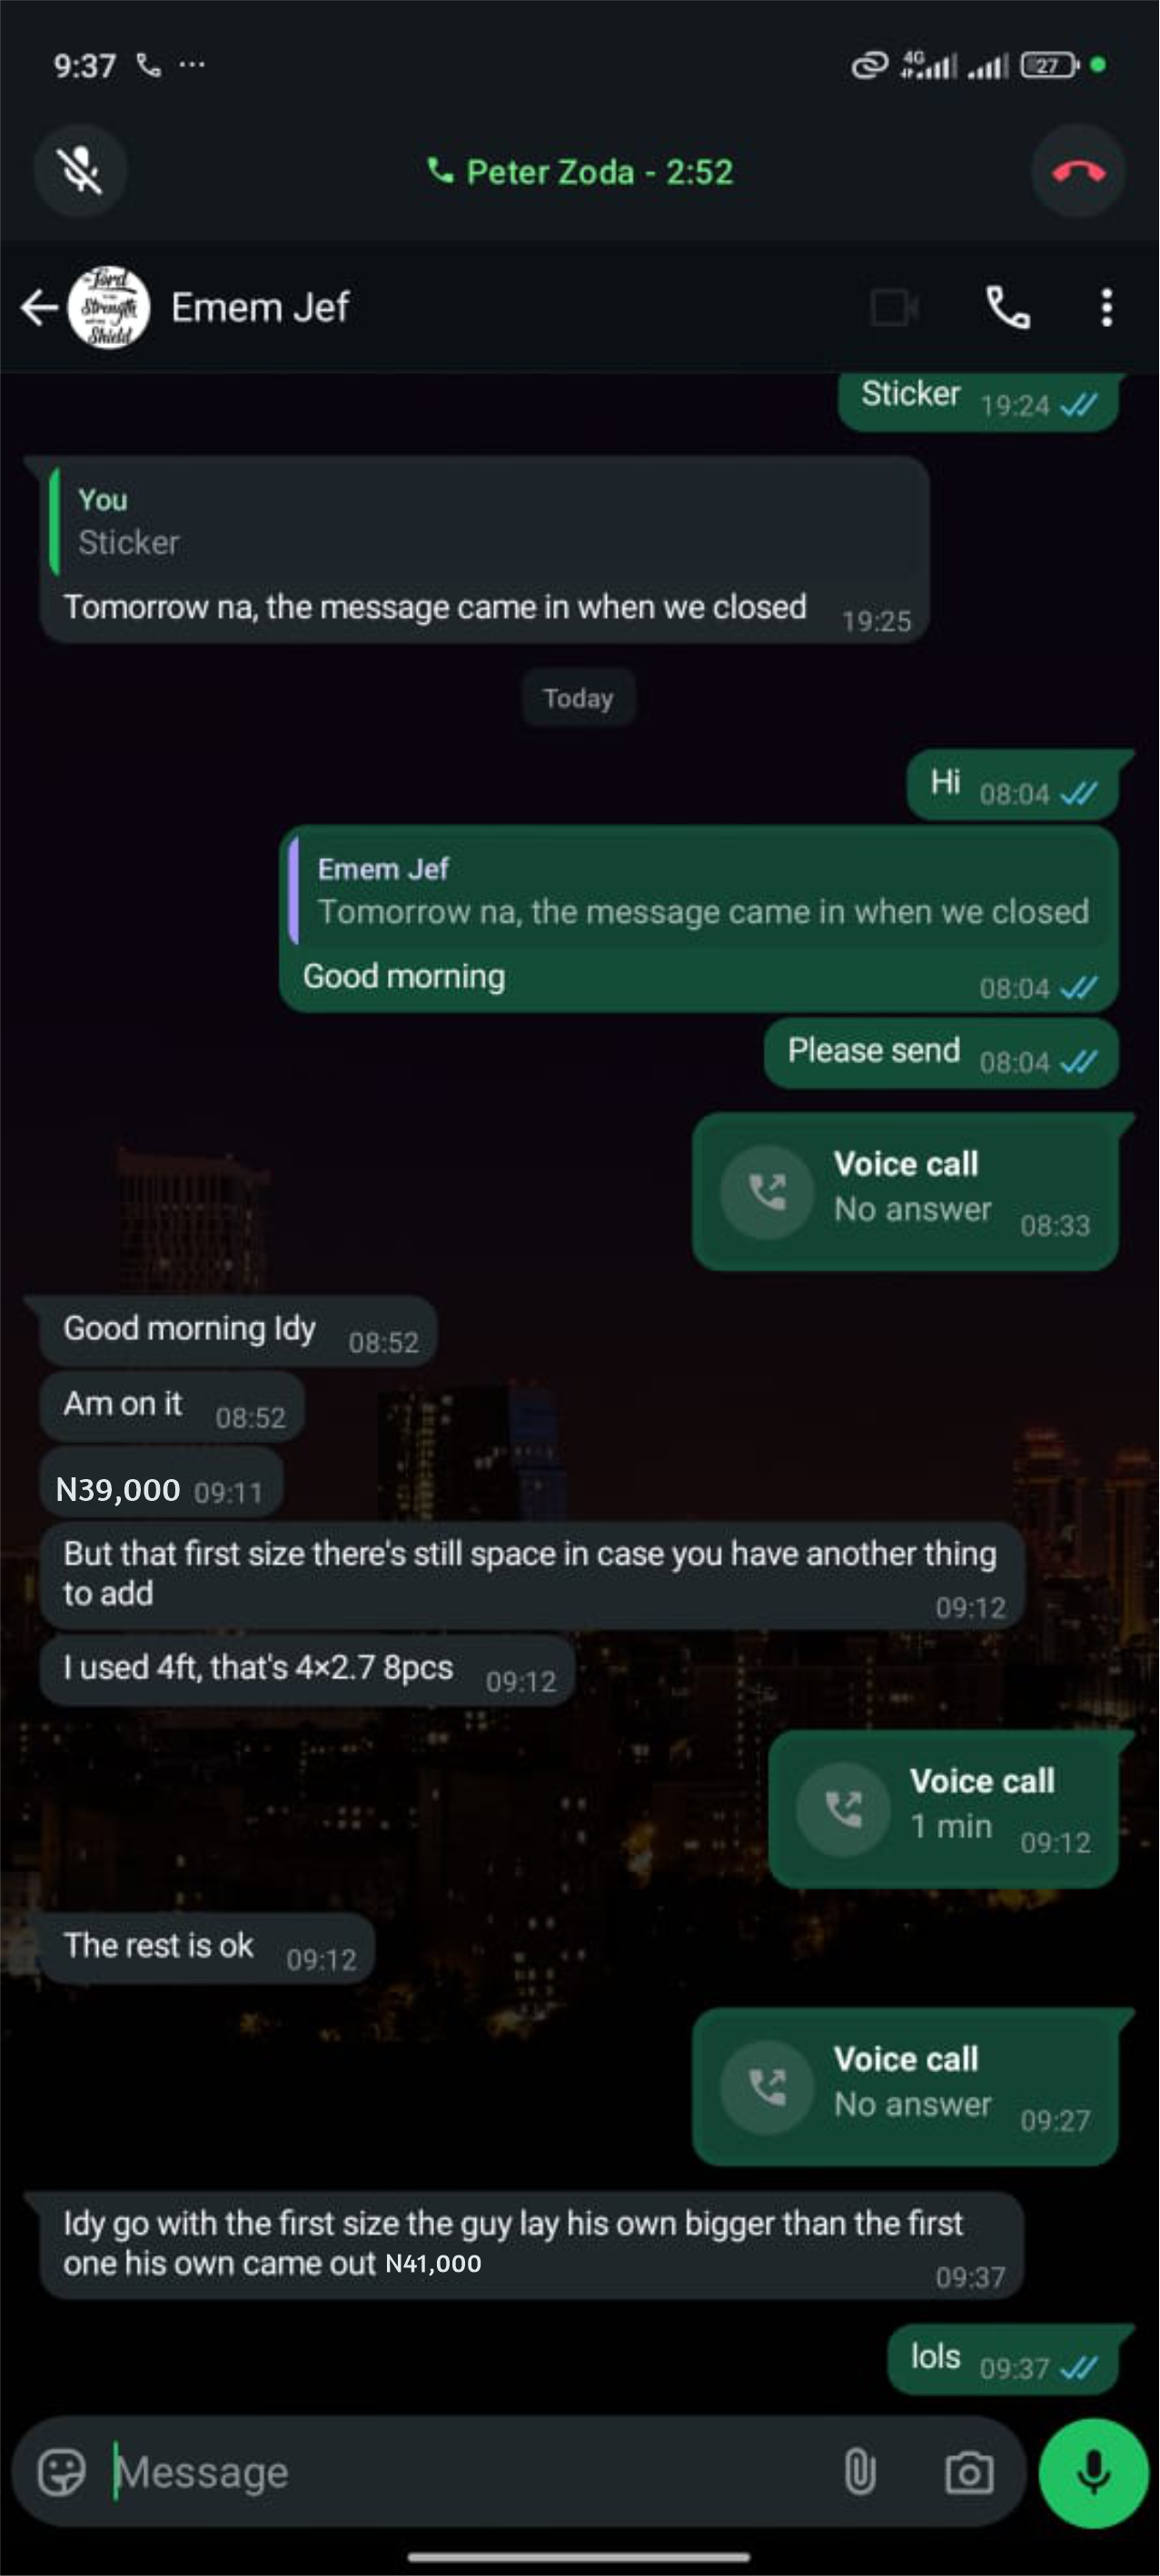 9:37
4G
27
Peter Zoda - 2:52
Lord
Strength
Shield
Emem Jef
Sticker 19:24
You
Sticker
Tomorrow na, the message came in when we closed 19:25
Today
Hi 08:04
Emem Jef
Tomorrow na, the message came in when we closed
Good morning 08:04
Please send 08:04
Voice call
No answer 08:33
Good morning Idy 08:52
Am on it 08:52
N39,000 09:11
But that first size there's still space in case you have another thing
to add 09:12
I used 4ft, that's 4×2.7 8pcs 09:12
Voice call
1 min 09:12
The rest is ok 09:12
Voice call
No answer 09:27
Idy go with the first size the guy lay his own bigger than the first
one his own came out N41,000 09:37
lols 09:37
Message